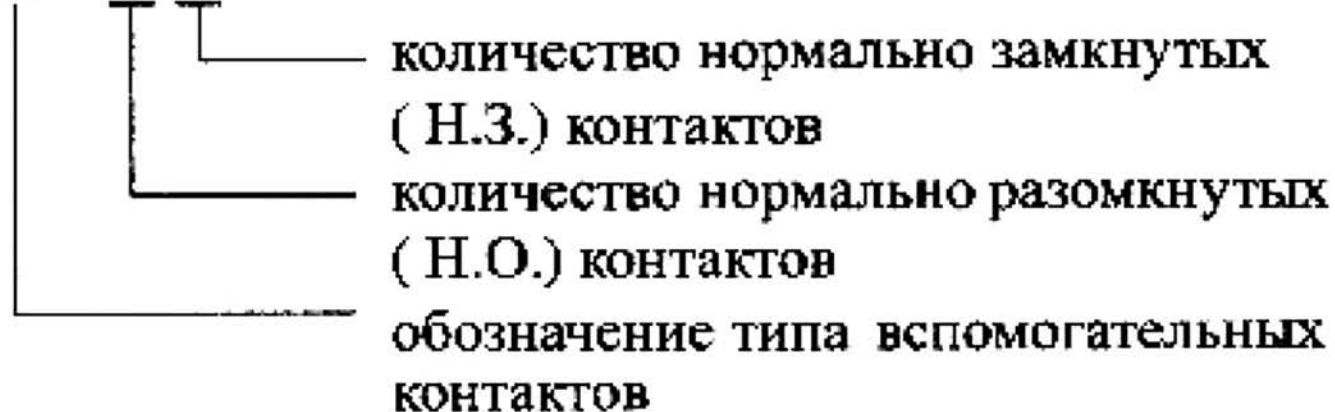 количество нормально замкнутых
( Н.З.) контактов
количество нормально разомкнутых
( Н.О.) контактов
обозначение типа вспомогательных
контактов